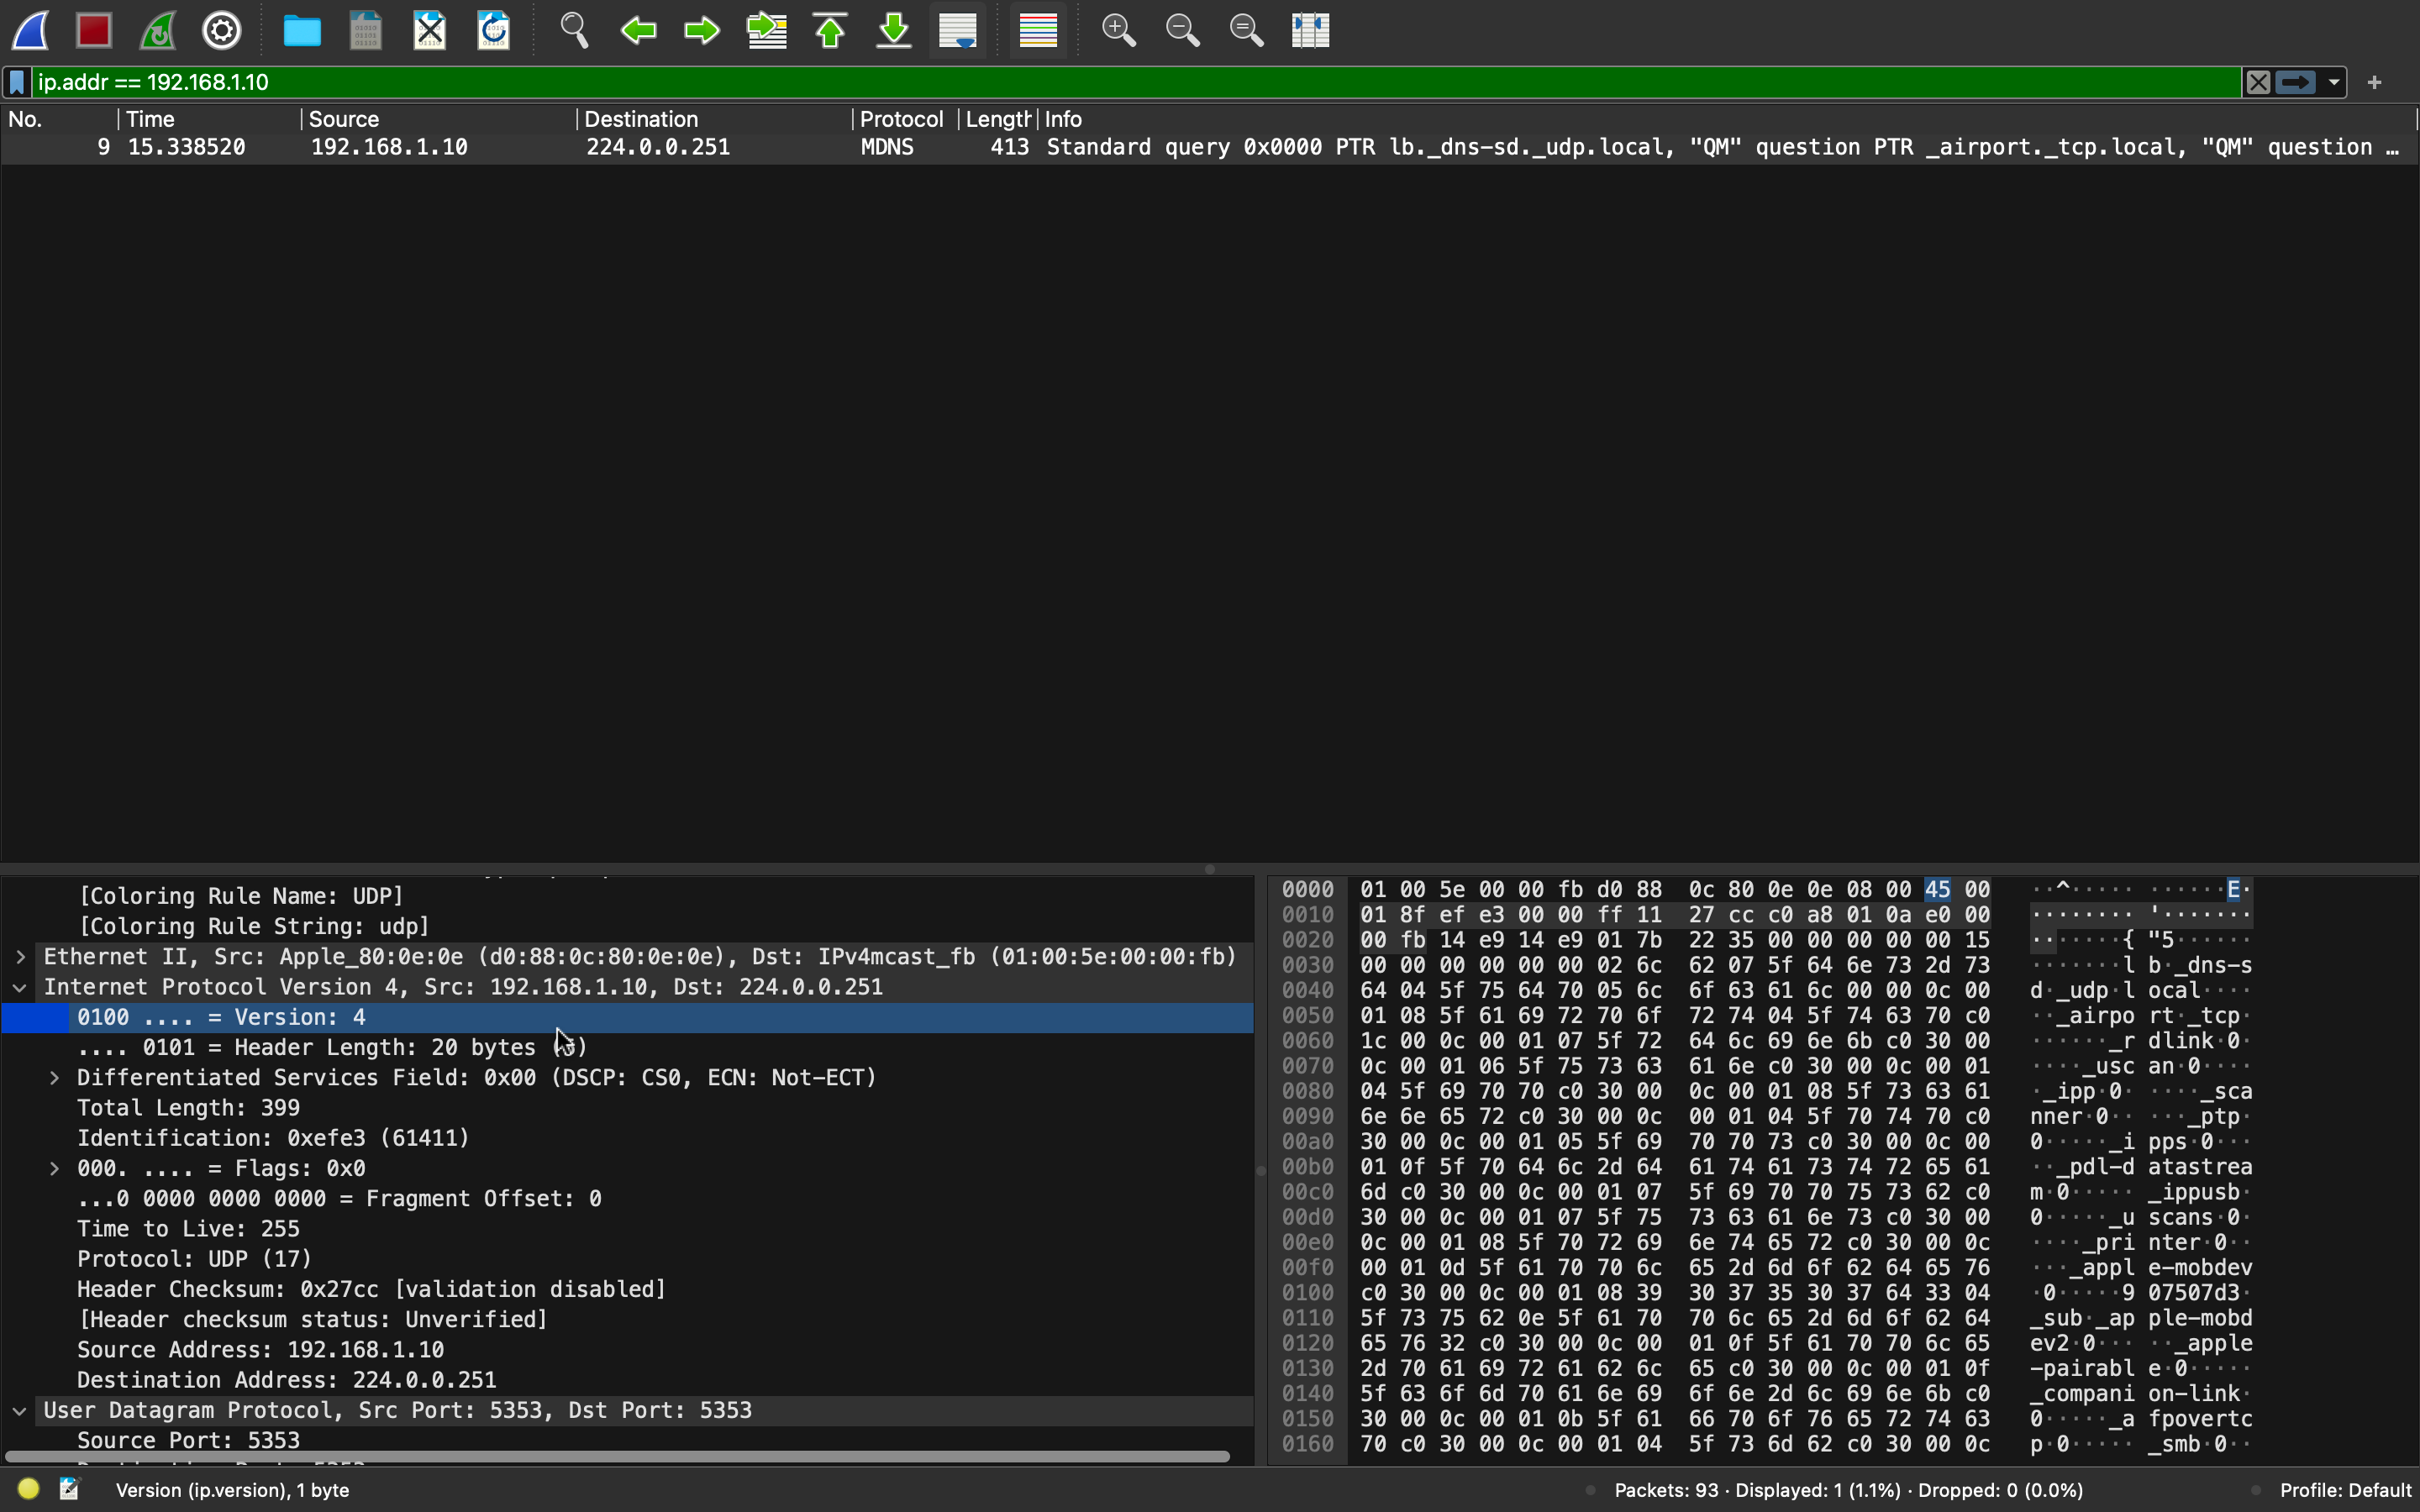 ip.addr == 192.168.1.10
No. Time Source Destination Protocol Length Info
9 15.338520 192.168.1.10 224.0.0.251 MDNS 413 Standard query 0x0000 PTR lb._dns-sd._udp.local, "QM" question PTR _airport._tcp.local, "QM" question …
[Coloring Rule Name: UDP]
[Coloring Rule String: udp]
Ethernet II, Src: Apple_80:0e:0e (d0:88:0c:80:0e:0e), Dst: IPv4mcast_fb (01:00:5e:00:00:fb)
Internet Protocol Version 4, Src: 192.168.1.10, Dst: 224.0.0.251
0100 .... = Version: 4
.... 0101 = Header Length: 20 bytes (5)
Differentiated Services Field: 0x00 (DSCP: CS0, ECN: Not-ECT)
Total Length: 399
Identification: 0xefe3 (61411)
000. .... = Flags: 0x0
...0 0000 0000 0000 = Fragment Offset: 0
Time to Live: 255
Protocol: UDP (17)
Header Checksum: 0x27cc [validation disabled]
[Header checksum status: Unverified]
Source Address: 192.168.1.10
Destination Address: 224.0.0.251
User Datagram Protocol, Src Port: 5353, Dst Port: 5353
Source Port: 5353
0000 01 00 5e 00 00 fb d0 88 0c 80 0e 0e 08 00 45 00 ··^····· ······E·
0010 01 8f ef e3 00 00 ff 11 27 cc c0 a8 01 0a e0 00 ········ '·······
0020 00 fb 14 e9 14 e9 01 7b 22 35 00 00 00 00 00 15 ·······{ "5······
0030 00 00 00 00 00 00 02 6c 62 07 5f 64 6e 73 2d 73 ·······l b·_dns-s
0040 64 04 5f 75 64 70 05 6c 6f 63 61 6c 00 00 0c 00 d·_udp·l ocal····
0050 01 08 5f 61 69 72 70 6f 72 74 04 5f 74 63 70 c0 ··_airpo rt·_tcp·
0060 1c 00 0c 00 01 07 5f 72 64 6c 69 6e 6b c0 30 00 ······_r dlink·0·
0070 0c 00 01 06 5f 75 73 63 61 6e c0 30 00 0c 00 01 ····_usc an·0····
0080 04 5f 69 70 70 c0 30 00 0c 00 01 08 5f 73 63 61 ·_ipp·0· ····_sca
0090 6e 6e 65 72 c0 30 00 0c 00 01 04 5f 70 74 70 c0 nner·0·· ···_ptp·
00a0 30 00 0c 00 01 05 5f 69 70 70 73 c0 30 00 0c 00 0·····_i pps·0···
00b0 01 0f 5f 70 64 6c 2d 64 61 74 61 73 74 72 65 61 ··_pdl-d atastrea
00c0 6d c0 30 00 0c 00 01 07 5f 69 70 70 75 73 62 c0 m·0····· _ippusb·
00d0 30 00 0c 00 01 07 5f 75 73 63 61 6e 73 c0 30 00 0·····_u scans·0·
00e0 0c 00 01 08 5f 70 72 69 6e 74 65 72 c0 30 00 0c ····_pri nter·0··
00f0 00 01 0d 5f 61 70 70 6c 65 2d 6d 6f 62 64 65 76 ···_appl e-mobdev
0100 c0 30 00 0c 00 01 08 39 30 37 35 30 37 64 33 04 ·0·····9 07507d3·
0110 5f 73 75 62 0e 5f 61 70 70 6c 65 2d 6d 6f 62 64 _sub·_ap ple-mobd
0120 65 76 32 c0 30 00 0c 00 01 0f 5f 61 70 70 6c 65 ev2·0··· ··_apple
0130 2d 70 61 69 72 61 62 6c 65 c0 30 00 0c 00 01 0f -pairabl e·0·····
0140 5f 63 6f 6d 70 61 6e 69 6f 6e 2d 6c 69 6e 6b c0 _compani on-link·
0150 30 00 0c 00 01 0b 5f 61 66 70 6f 76 65 72 74 63 0·····_a fpovertc
0160 70 c0 30 00 0c 00 01 04 5f 73 6d 62 c0 30 00 0c p·0····· _smb·0··
Version (ip.version), 1 byte
Packets: 93 · Displayed: 1 (1.1%) · Dropped: 0 (0.0%)
Profile: Default